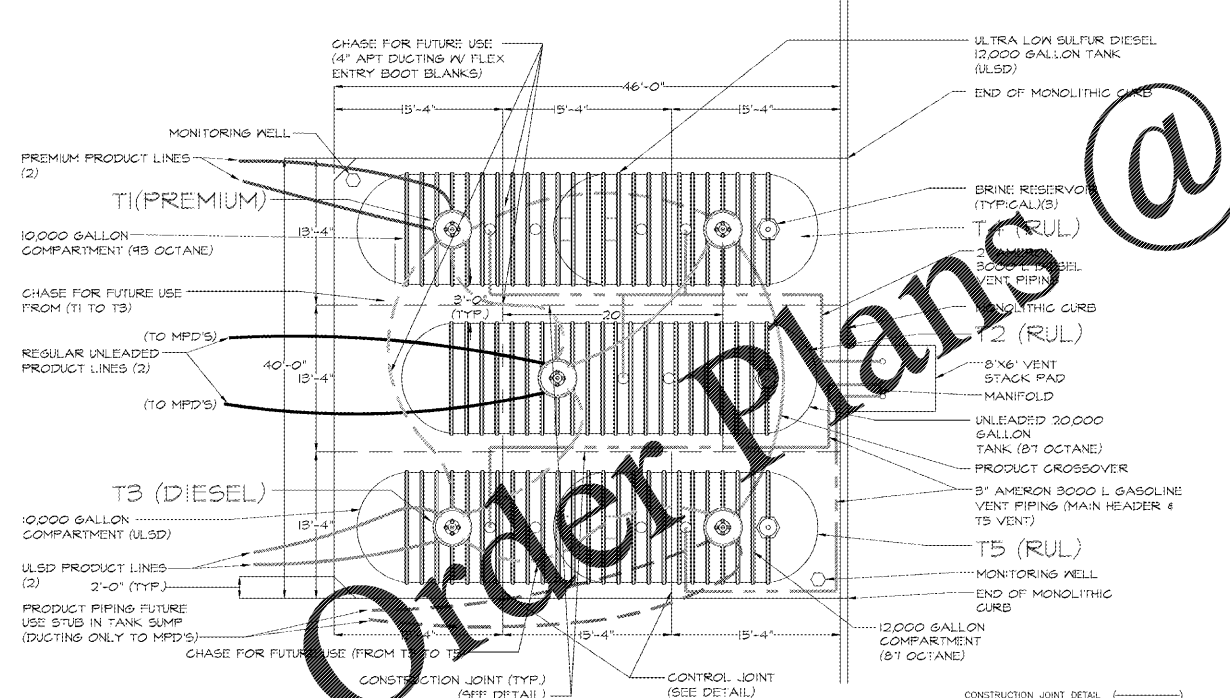 CHASE FOR FUTURE USE
(4" APT DUCTING W/ FLEX
ENTRY BOOT BLANKS)
ULTRA LOW SULFUR DIESEL
12,000 GALLON TANK
(ULSD)
END OF MONOLITHIC CURB
46'-0"
15'-4" 15'-4" 15'-4"
MONITORING WELL
PREMIUM PRODUCT LINES
(2)
T1(PREMIUM)
13'-4"
10,000 GALLON
COMPARTMENT (93 OCTANE)
BRINE RESERVOIR
(TYPICAL)(3)
(RUL)
3000 L DIESEL
VENT PIPING
CHASE FOR FUTURE USE
FROM (T1 TO T3)
3'-0"
(TYP.)
20
MONOLITHIC CURB
T2 (RUL)
(TO MPD'S)
REGULAR UNLEADED
PRODUCT LINES (2)
(TO MPD'S)
40'-0"
13'-4"
8'X6' VENT
STACK PAD
MANIFOLD
UNLEADED 20,000
GALLON
TANK (87 OCTANE)
PRODUCT CROSSOVER
3" AMERON 3000 L GASOLINE
VENT PIPING (MAIN HEADER &
T5 VENT)
T3 (DIESEL)
10,000 GALLON
COMPARTMENT (ULSD)
13'-4"
T5 (RUL)
ULSD PRODUCT LINES
(2)
2'-0" (TYP.)
MONITORING WELL
END OF MONOLITHIC
CURB
PRODUCT PIPING FUTURE
USE STUB IN TANK SUMP
(DUCTING ONLY TO MPD'S)
15'-4" 15'-4" 15'-4"
12,000 GALLON
COMPARTMENT
(87 OCTANE)
CHASE FOR FUTURE USE (FROM T3 TO T5)
CONSTRUCTION JOINT (TYP.)
(SEE DETAIL)
CONTROL JOINT
(SEE DETAIL)
CONSTRUCTION JOINT DETAIL
Order Plans @